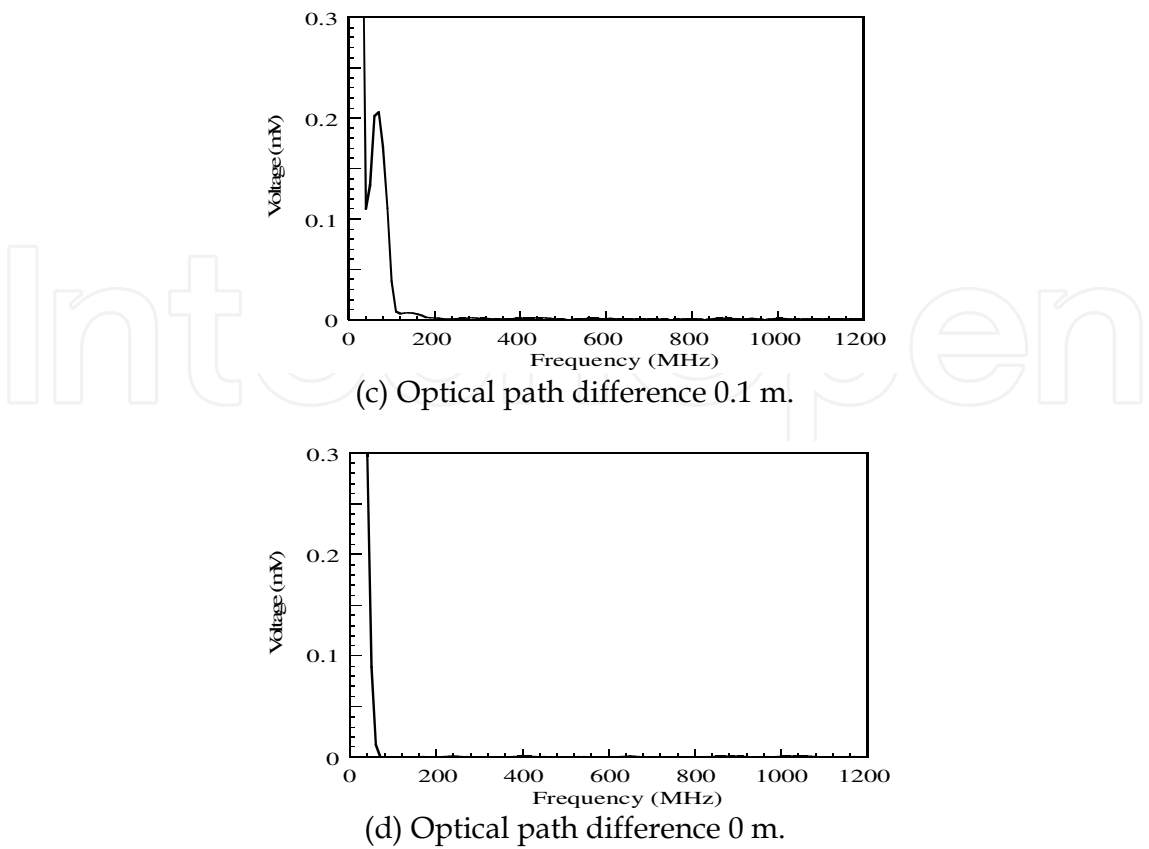 0.3
0.2
0.1
0
Voltage (mV)
0 200 400 600 800 1000 1200
Frequency (MHz)
(c) Optical path difference 0.1 m.
IntechOpen
0.3
0.2
0.1
0
Voltage (mV)
0 200 400 600 800 1000 1200
Frequency (MHz)
(d) Optical path difference 0 m.